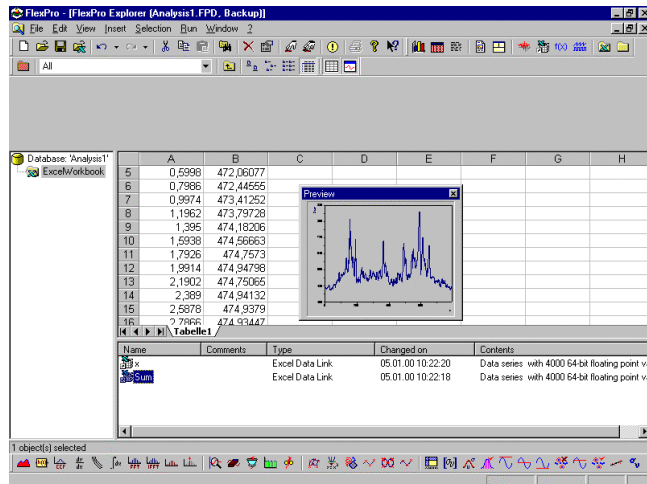 FlexPro - [FlexPro Explorer (Analysis1.FPD, Backup)]
File Edit View Insert Selection Run Window ?
All
Database: 'Analysis1'
ExcelWorkbook
A B C D E F G H
5 0,5998 472,06077
6 0,7986 472,44555
7 0,9974 473,41252
8 1,1962 473,79728
9 1,395 474,18206
10 1,5938 474,56663
11 1,7926 474,7573
12 1,9914 474,94798
13 2,1902 474,75065
14 2,389 474,94132
15 2,5878 474,9379
16 2,7866 474,93447
Preview
Tabelle1
Name Comments Type Changed on Contents
x Excel Data Link 05.01.00 10:22:20 Data series with 4000 64-bit floating point v
Sum Excel Data Link 05.01.00 10:22:18 Data series with 4000 64-bit floating point v
1 object(s) selected